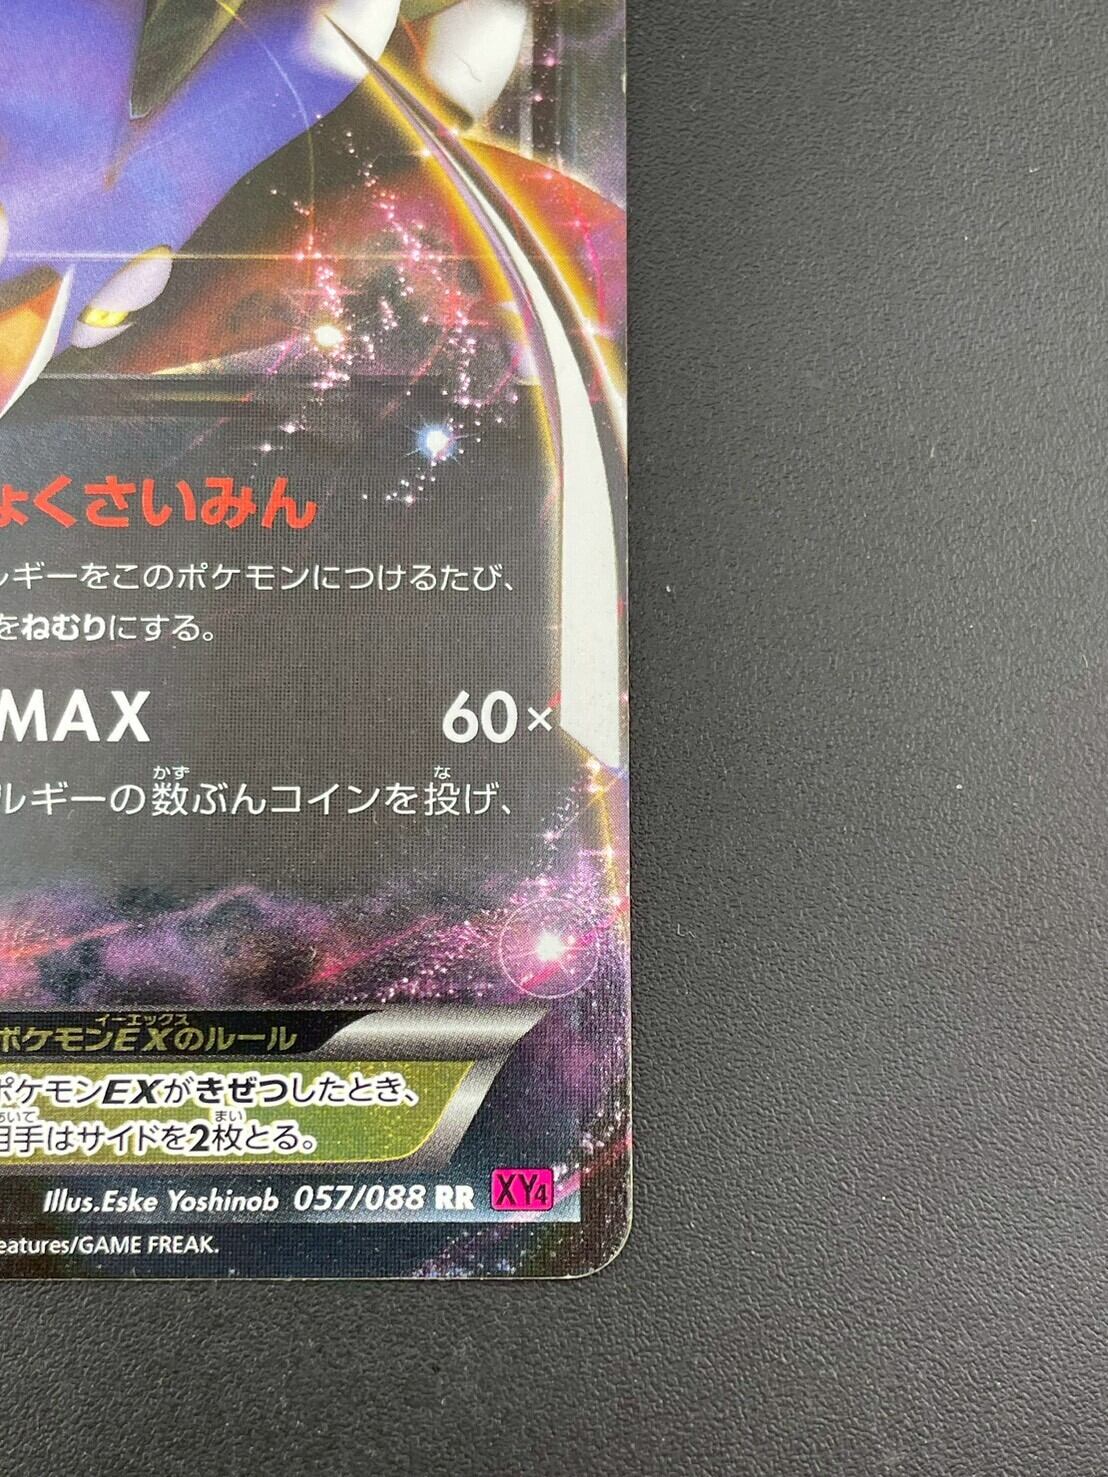 ょくさいみん
ルギーをこのポケモンにつけるたび、
をねむりにする。
MAX 60×
かず な
ルギーの数ぶんコインを投げ、
イーエックス
ポケモンEXのルール
ポケモンEXがきぜつしたとき、
あいて まい
相手はサイドを2枚とる。
Illus.Eske Yoshinob 057/088 RR XY4
eatures/GAME FREAK.